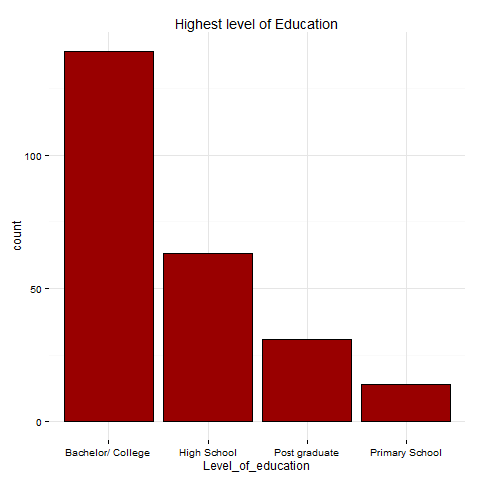 Highest level of Education
count
100
50
0
Bachelor/ College
High School
Post graduate
Primary School
Level_of_education